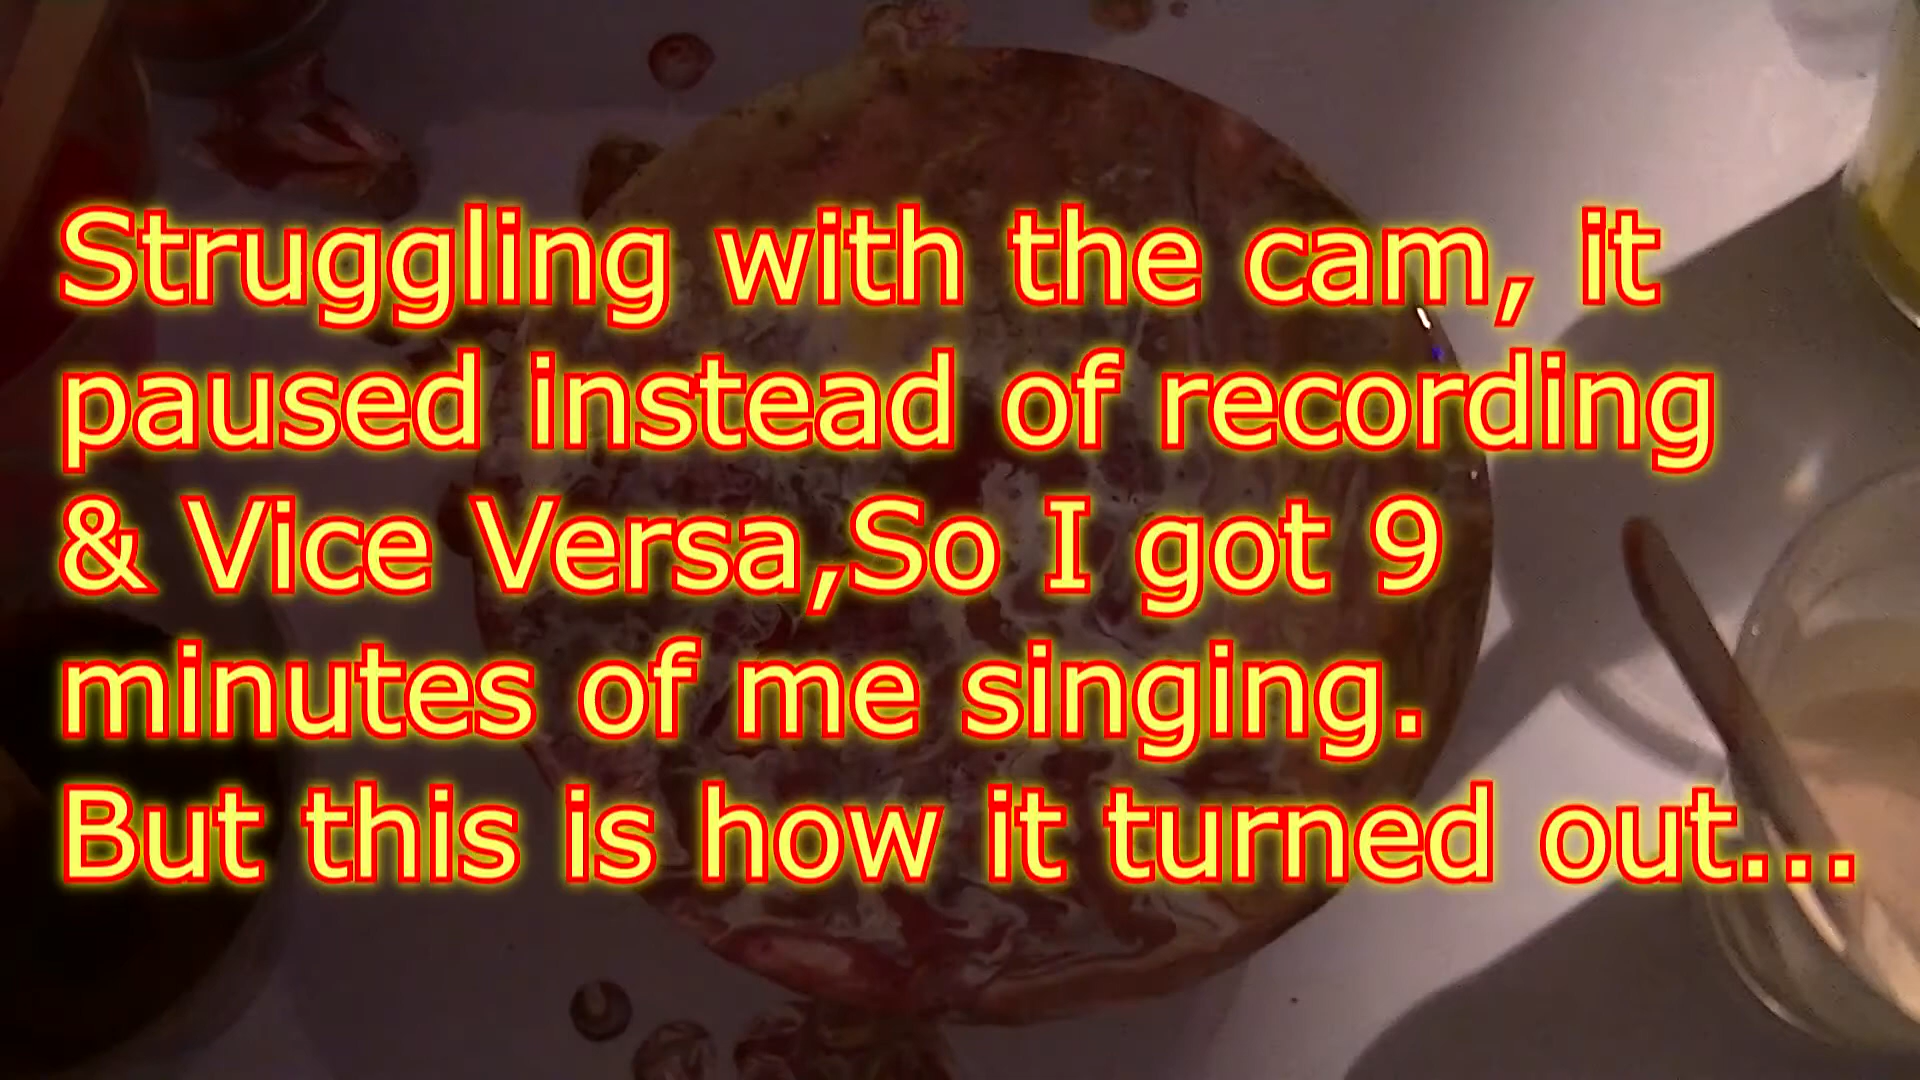 Struggling with the cam, it
paused instead of recording
& Vice Versa,So I got 9
minutes of me singing.
But this is how it turned out...